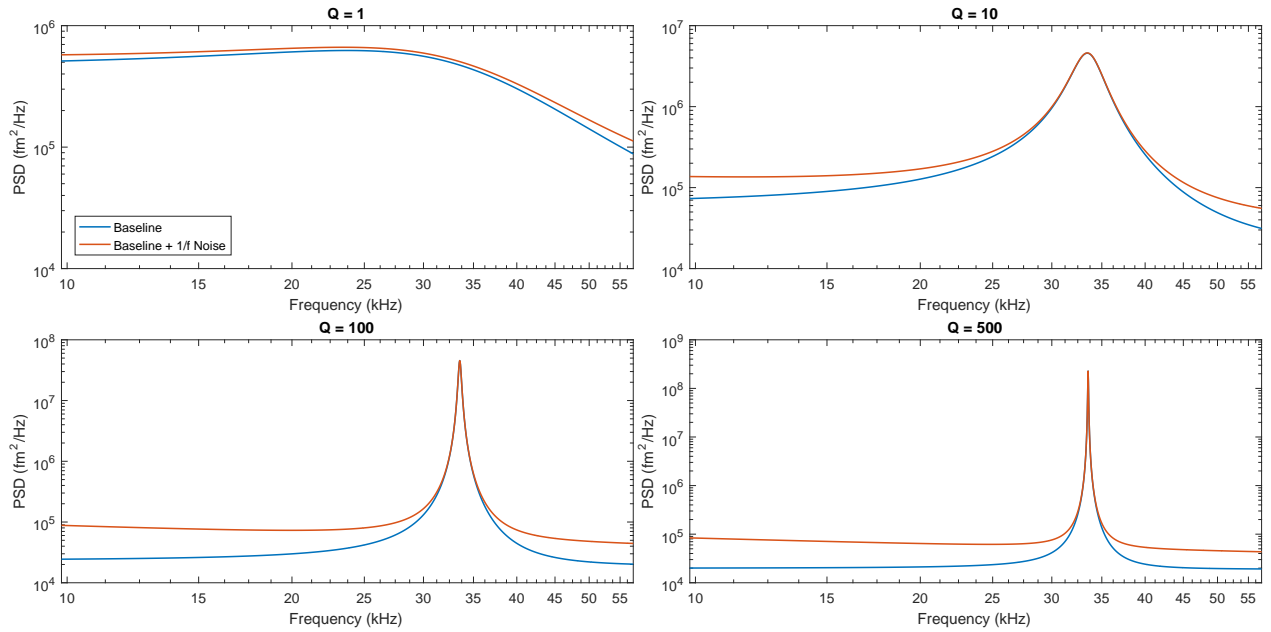 Q = 1
10^6
10^5
10^4
PSD (fm^2/Hz)
Baseline
Baseline + 1/f Noise
10 15 20 25 30 35 40 45 50 55
Frequency (kHz)
Q = 10
10^7
10^6
10^5
10^4
PSD (fm^2/Hz)
10 15 20 25 30 35 40 45 50 55
Frequency (kHz)
Q = 100
10^8
10^7
10^6
10^5
10^4
PSD (fm^2/Hz)
10 15 20 25 30 35 40 45 50 55
Frequency (kHz)
Q = 500
10^9
10^8
10^7
10^6
10^5
10^4
PSD (fm^2/Hz)
10 15 20 25 30 35 40 45 50 55
Frequency (kHz)